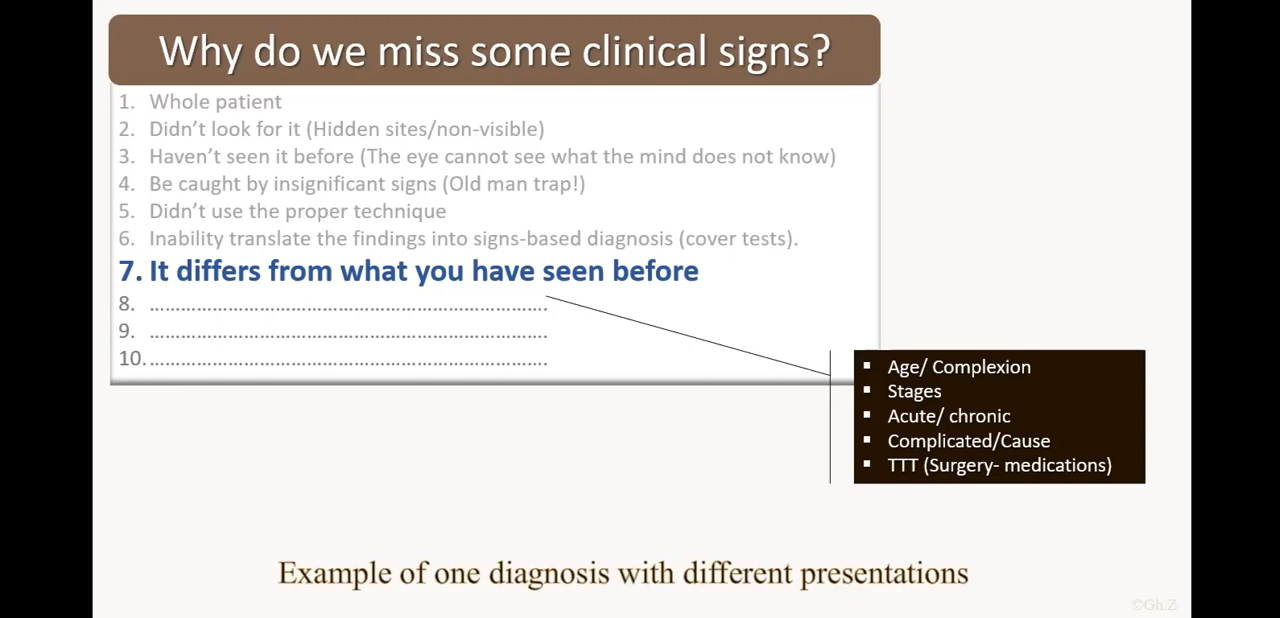 Why do we miss some clinical signs?
1. Whole patient
2. Didn't look for it (Hidden sites/non-visible)
3. Haven't seen it before (The eye cannot see what the mind does not know)
4. Be caught by insignificant signs (Old man trap!)
5. Didn't use the proper technique
6. Inability translate the findings into signs-based diagnosis (cover tests).
7. It differs from what you have seen before
8. ……………………………………………………………….
9. ……………………………………………………………….
10. ……………………………………………………………….
▪ Age/ Complexion
▪ Stages
▪ Acute/ chronic
▪ Complicated/Cause
▪ TTT (Surgery- medications)
Example of one diagnosis with different presentations
©Gh.Z